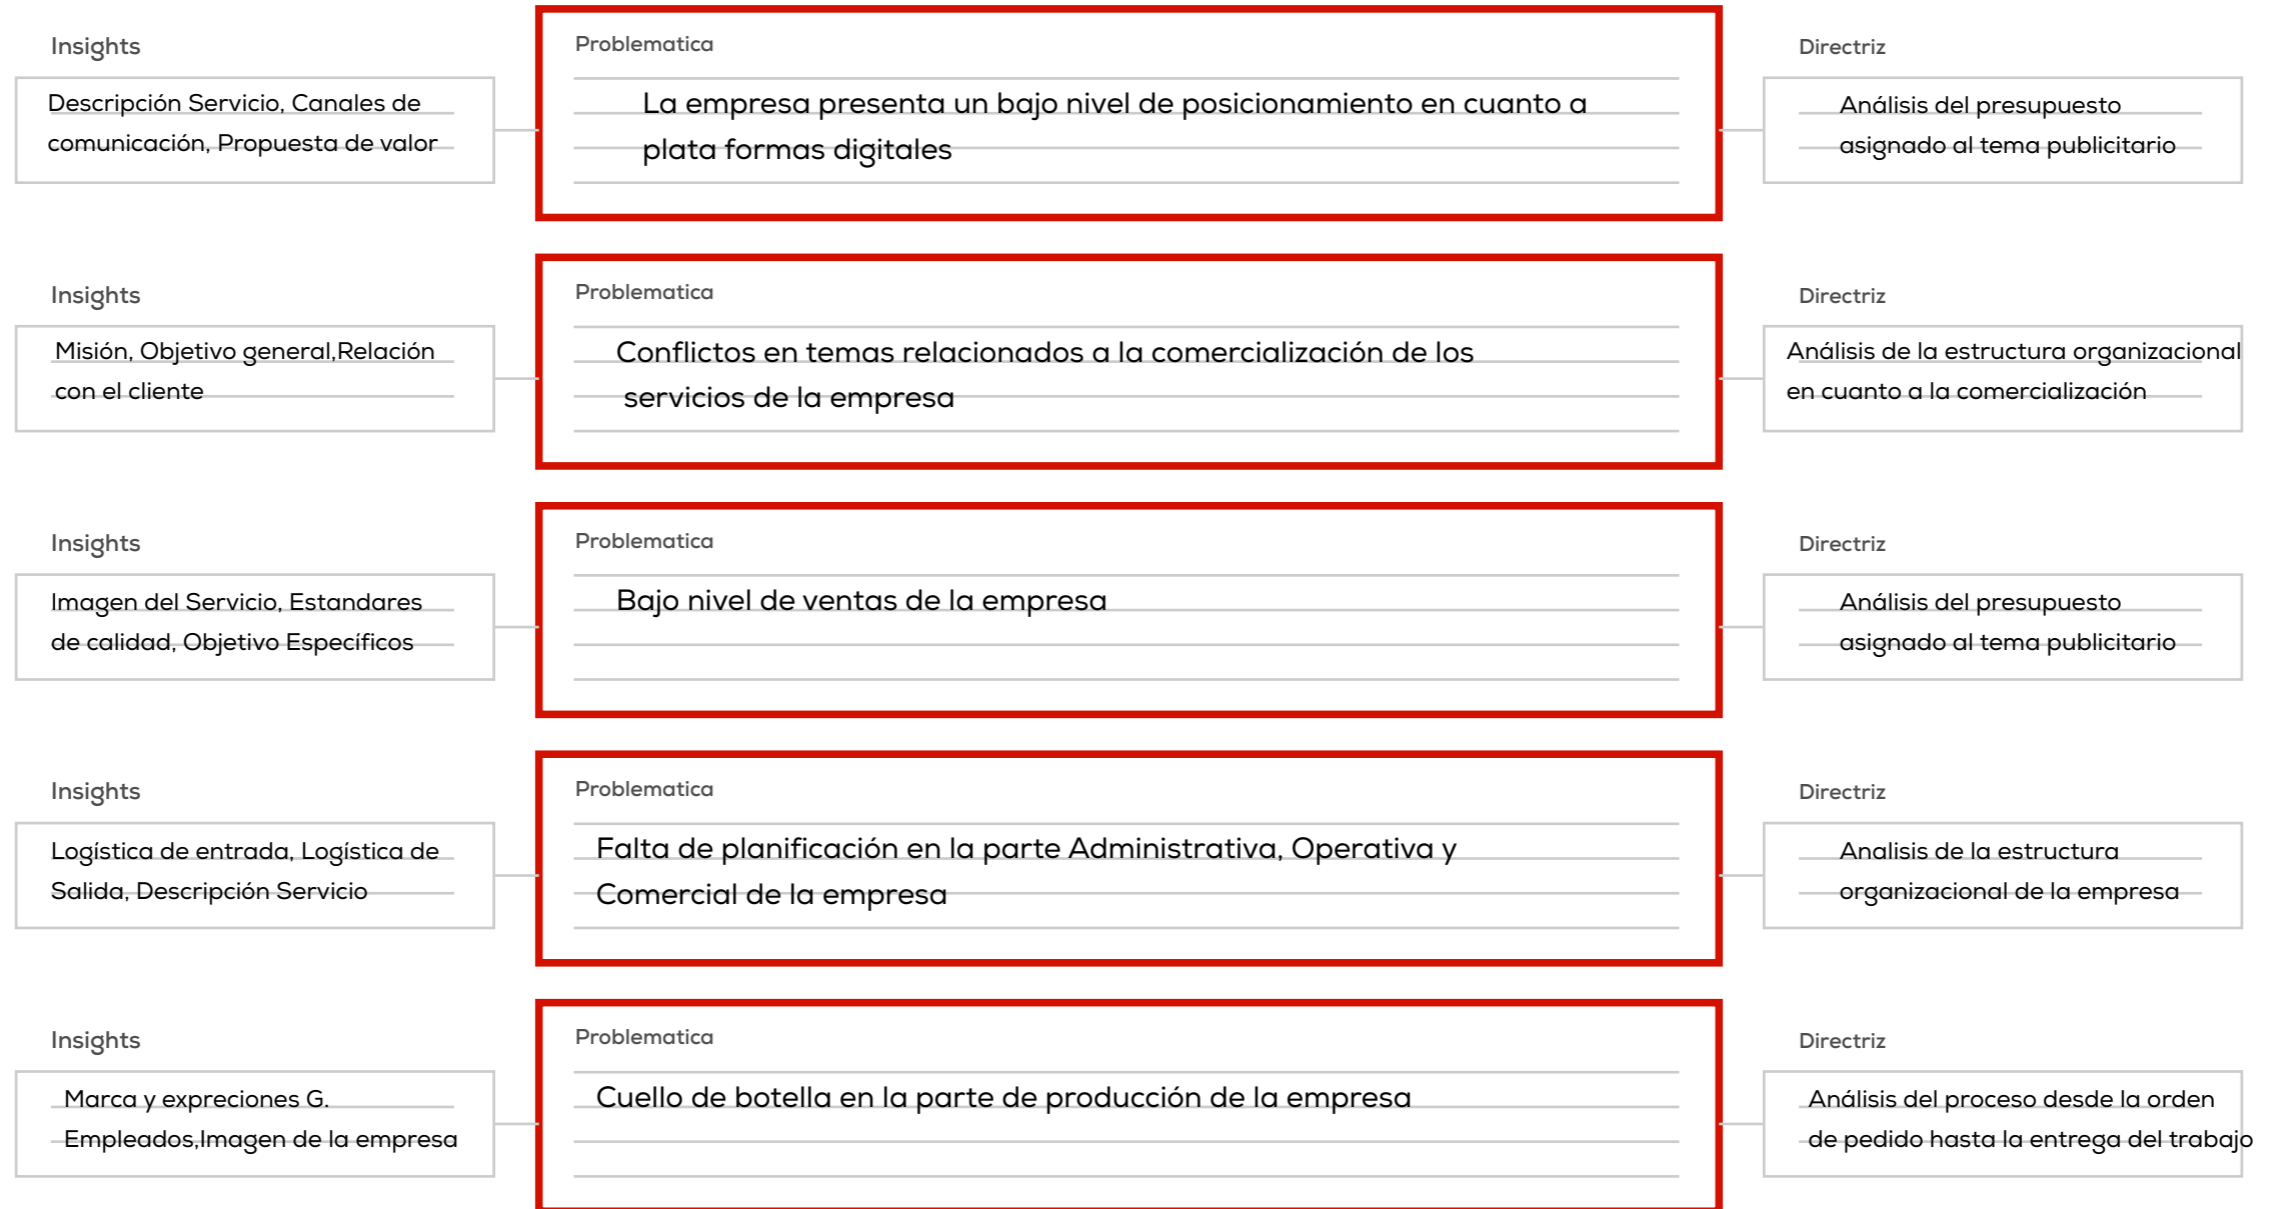 Insights
Problematica
Directriz
Descripción Servicio, Canales de
comunicación, Propuesta de valor
La empresa presenta un bajo nivel de posicionamiento en cuanto a
plata formas digitales
Análisis del presupuesto
asignado al tema publicitario
Insights
Problematica
Directriz
Misión, Objetivo general,Relación
con el cliente
Conflictos en temas relacionados a la comercialización de los
servicios de la empresa
Análisis de la estructura organizacional
en cuanto a la comercialización
Insights
Problematica
Directriz
Imagen del Servicio, Estandares
de calidad, Objetivo Específicos
Bajo nivel de ventas de la empresa
Análisis del presupuesto
asignado al tema publicitario
Insights
Problematica
Directriz
Logística de entrada, Logística de
Salida, Descripción Servicio
Falta de planificación en la parte Administrativa, Operativa y
Comercial de la empresa
Analisis de la estructura
organizacional de la empresa
Insights
Problematica
Directriz
Marca y expreciones G.
Empleados,Imagen de la empresa
Cuello de botella en la parte de producción de la empresa
Análisis del proceso desde la orden
de pedido hasta la entrega del trabajo